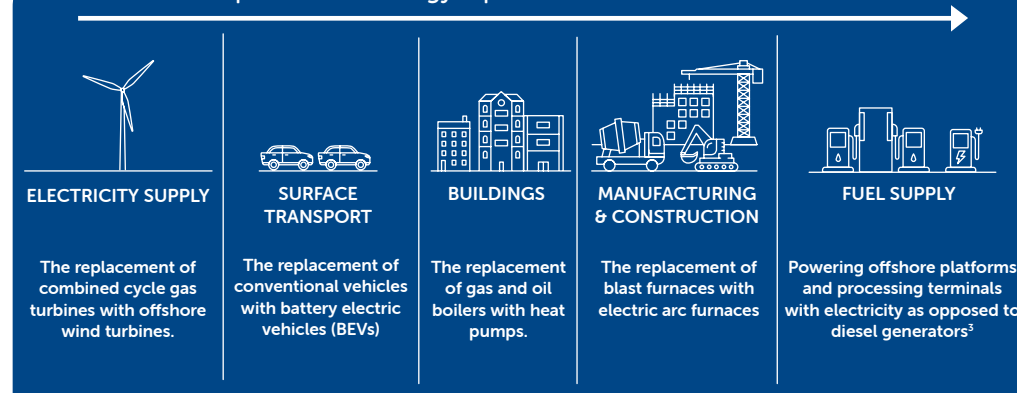 ELECTRICITY SUPPLY
The replacement of
combined cycle gas
turbines with offshore
wind turbines.
SURFACE
TRANSPORT
The replacement of
conventional vehicles
with battery electric
vehicles (BEVs)
BUILDINGS
The replacement
of gas and oil
boilers with heat
pumps.
MANUFACTURING
& CONSTRUCTION
The replacement of
blast furnaces with
electric arc furnaces
FUEL SUPPLY
Powering offshore platforms
and processing terminals
with electricity as opposed to
diesel generators³